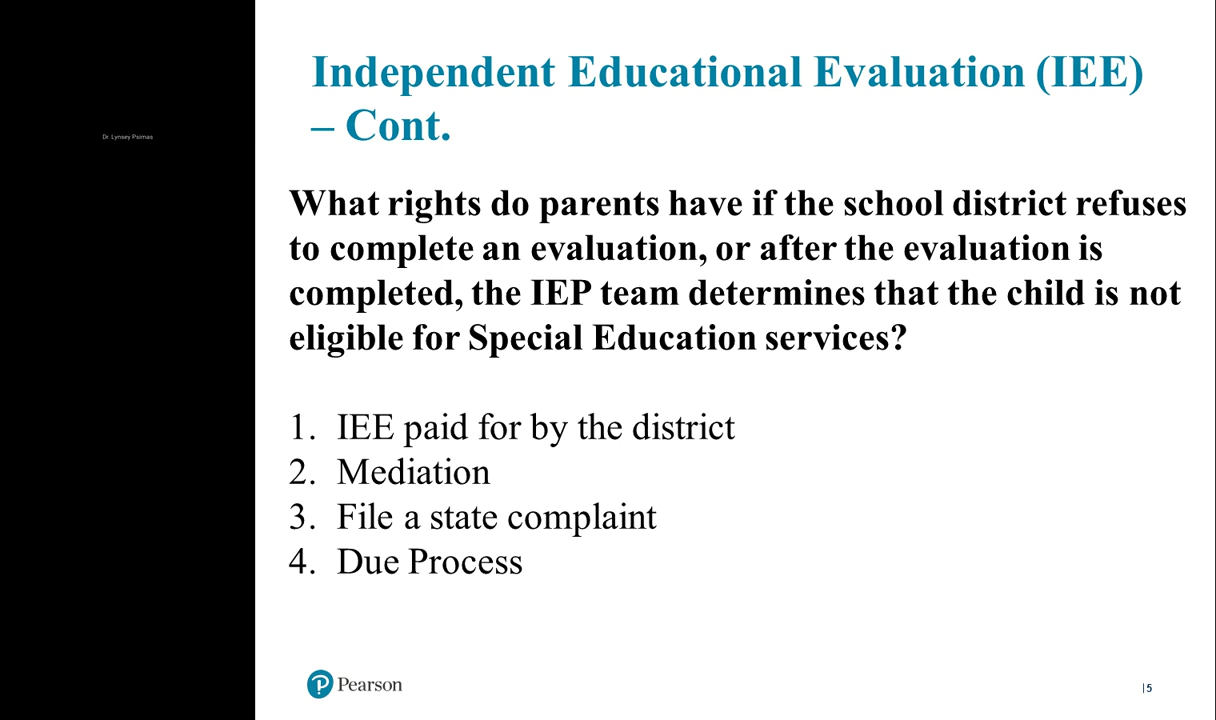 Dr. Lynsey Psimas
Independent Educational Evaluation (IEE)
– Cont.
What rights do parents have if the school district refuses
to complete an evaluation, or after the evaluation is
completed, the IEP team determines that the child is not
eligible for Special Education services?
1. IEE paid for by the district
2. Mediation
3. File a state complaint
4. Due Process
Pearson
|5